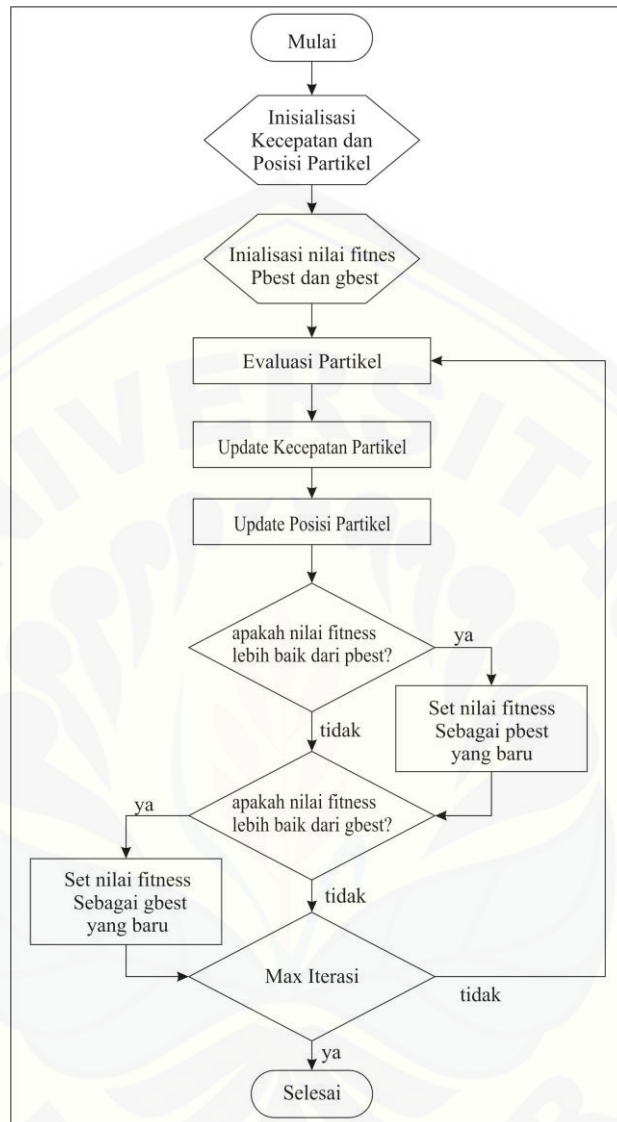 Mulai
Inisialisasi
Kecepatan dan
Posisi Partikel
Inialisasi nilai fitnes
Pbest dan gbest
Evaluasi Partikel
Update Kecepatan Partikel
Update Posisi Partikel
apakah nilai fitness
lebih baik dari pbest?
ya
Set nilai fitness
Sebagai pbest
yang baru
tidak
apakah nilai fitness
lebih baik dari gbest?
ya
Set nilai fitness
Sebagai gbest
yang baru
tidak
Max Iterasi
tidak
ya
Selesai